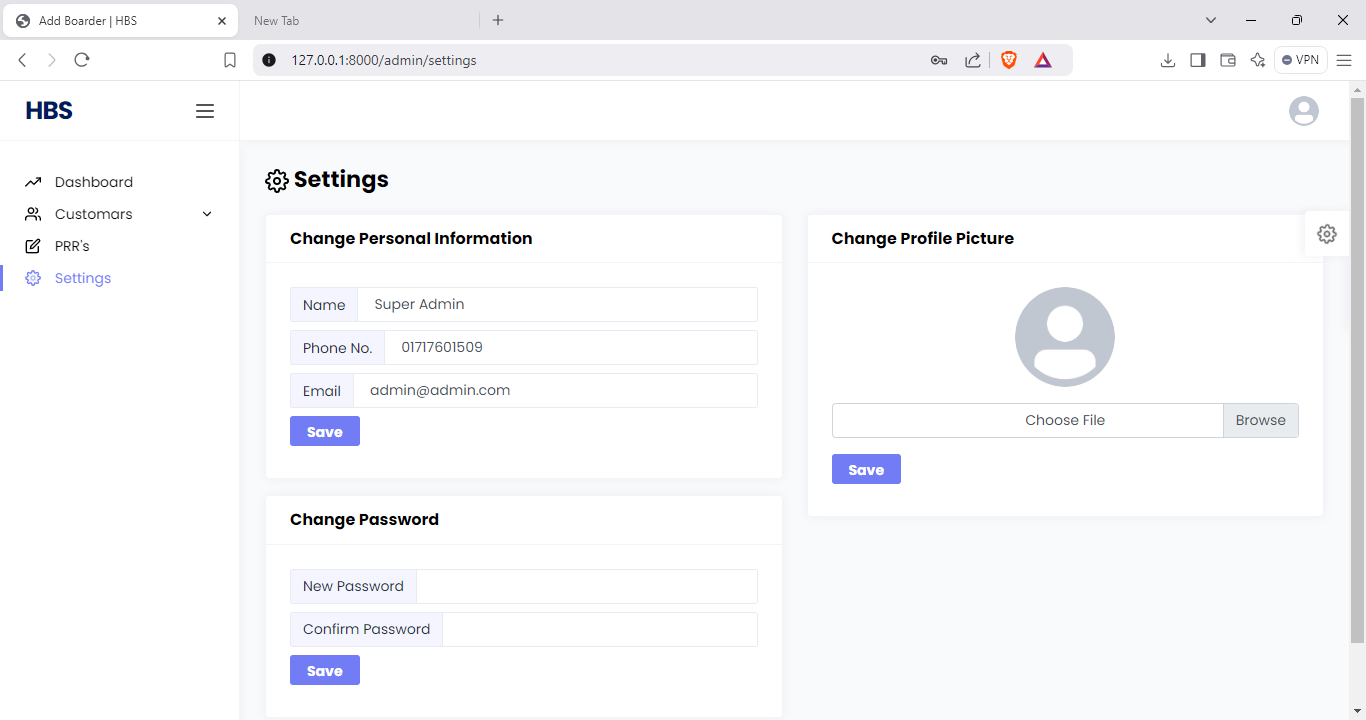 Add Boarder | HBS
New Tab
127.0.0.1:8000/admin/settings
VPN
HBS
Dashboard
Customars
PRR's
Settings
Settings
Change Personal Information
Name Super Admin
Phone No. 01717601509
Email admin@admin.com
Save
Change Password
New Password
Confirm Password
Save
Change Profile Picture
Choose File Browse
Save